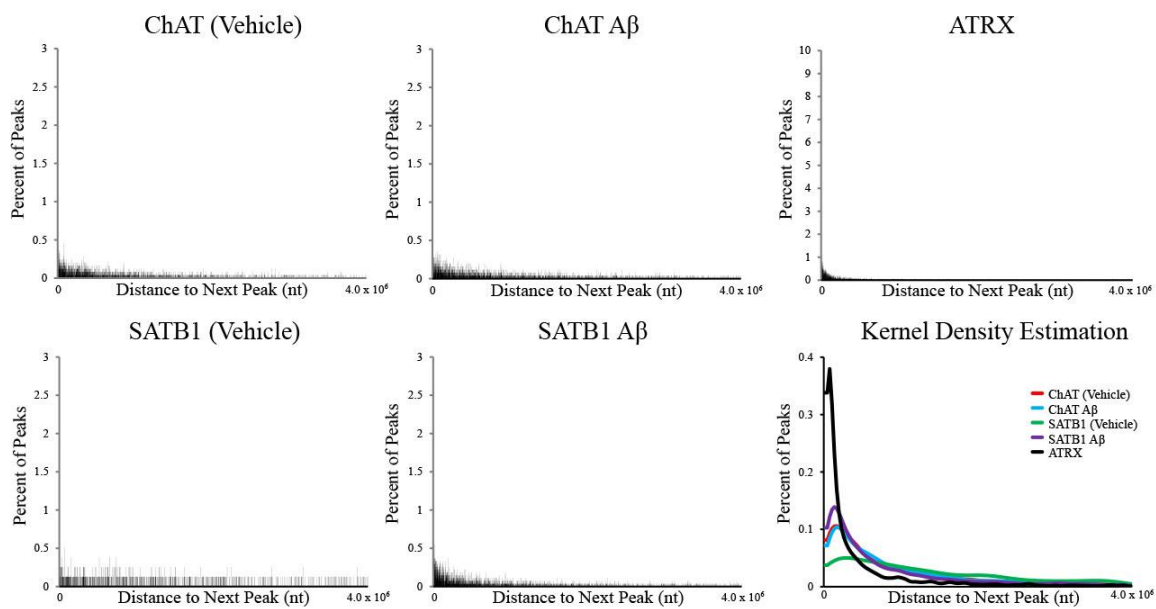 ChAT (Vehicle)
3
2.5
2
1.5
1
0.5
0
Percent of Peaks
0
Distance to Next Peak (nt)
4.0 x 10⁶
ChAT Aβ
3
2.5
2
1.5
1
0.5
0
Percent of Peaks
0
Distance to Next Peak (nt)
4.0 x 10⁶
ATRX
10
9
8
7
6
5
4
3
2
1
0
Percent of Peaks
0
Distance to Next Peak (nt)
4.0 x 10⁶
SATB1 (Vehicle)
3
2.5
2
1.5
1
0.5
0
Percent of Peaks
0
Distance to Next Peak (nt)
4.0 x 10⁶
SATB1 Aβ
3
2.5
2
1.5
1
0.5
0
Percent of Peaks
0
Distance to Next Peak (nt)
4.0 x 10⁶
Kernel Density Estimation
0.4
0.3
0.2
0.1
0
Percent of Peaks
ChAT (Vehicle)
ChAT Aβ
SATB1 (Vehicle)
SATB1 Aβ
ATRX
0
Distance to Next Peak (nt)
4.0 x 10⁶